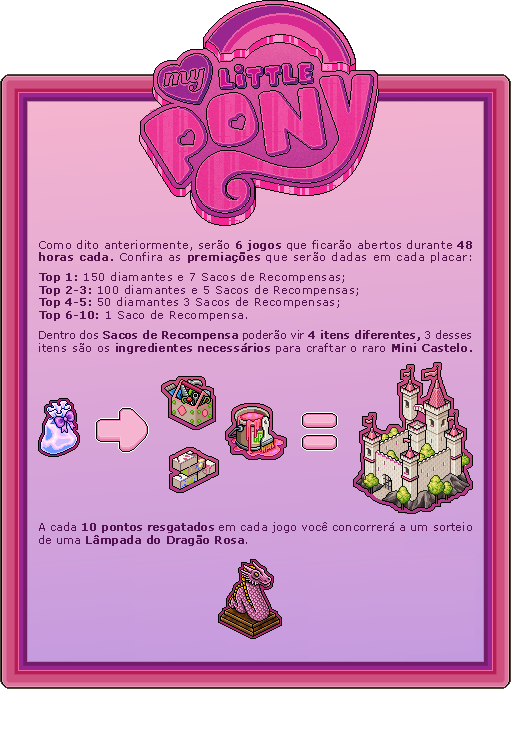 my
LiTTLE
PONY
Como dito anteriormente, serão 6 jogos que ficarão abertos durante 48
horas cada. Confira as premiações que serão dadas em cada placar:
Top 1: 150 diamantes e 7 Sacos de Recompensas;
Top 2-3: 100 diamantes e 5 Sacos de Recompensas;
Top 4-5: 50 diamantes 3 Sacos de Recompensas;
Top 6-10: 1 Saco de Recompensa.
Dentro dos Sacos de Recompensa poderão vir 4 itens diferentes, 3 desses
itens são os ingredientes necessários para craftar o raro Mini Castelo.
A cada 10 pontos resgatados em cada jogo você concorrerá a um sorteio
de uma Lâmpada do Dragão Rosa.